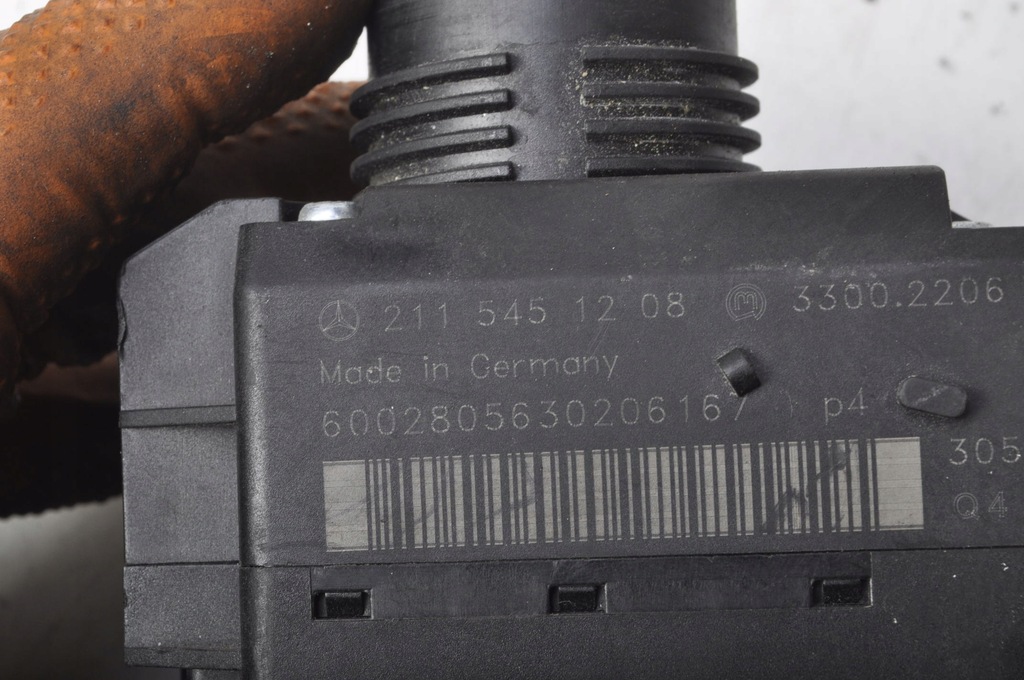 211 545 12 08 3300.2206
Made in Germany
6002805630206167 p4
305
Q4